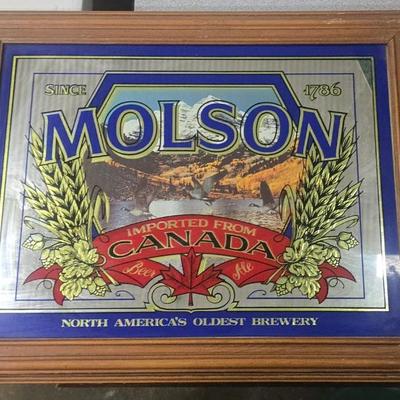 SINCE 1786
MOLSON
IMPORTED FROM
CANADA
Beer Ale
NORTH AMERICA'S OLDEST BREWERY